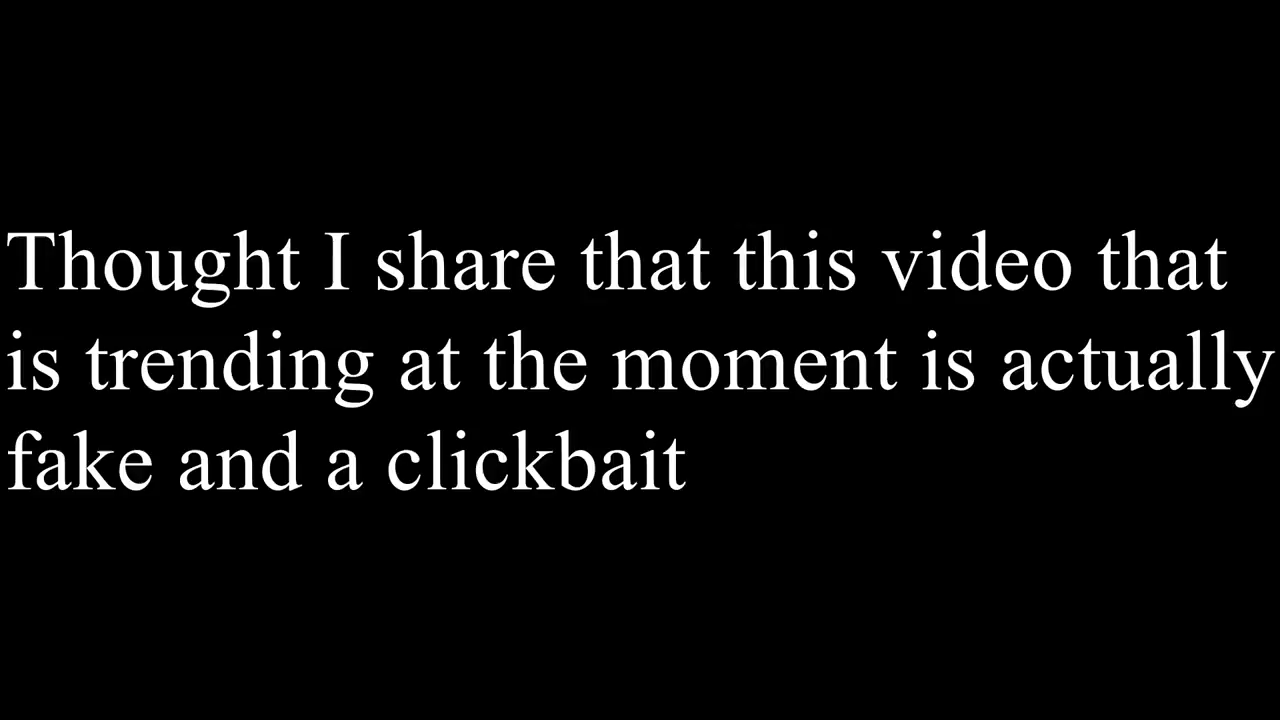 Thought I share that this video that
is trending at the moment is actually
fake and a clickbait